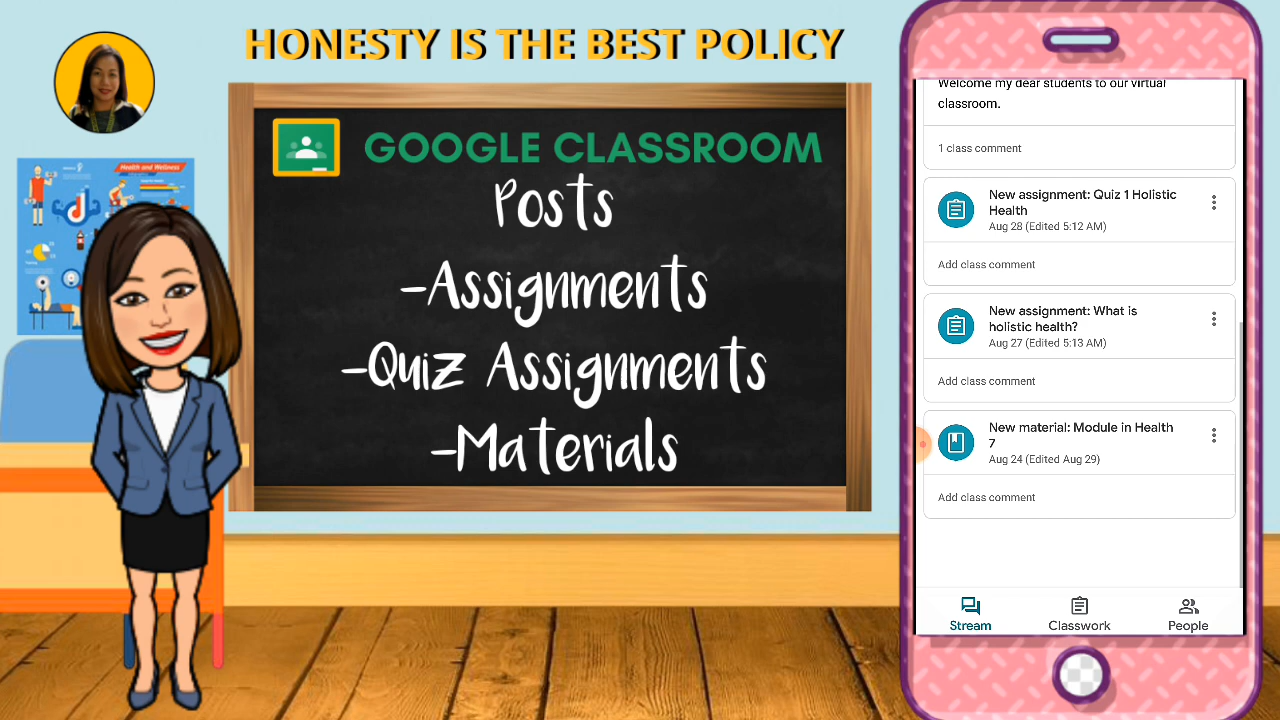 HONESTY IS THE BEST POLICY
Health and Wellness
GOOGLE CLASSROOM
Posts
-Assignments
-Quiz Assignments
-Materials
Welcome my dear students to our virtual
classroom.
1 class comment
New assignment: Quiz 1 Holistic
Health
Aug 28 (Edited 5:12 AM)
Add class comment
New assignment: What is
holistic health?
Aug 27 (Edited 5:13 AM)
Add class comment
New material: Module in Health
7
Aug 24 (Edited Aug 29)
Add class comment
Stream
Classwork
People